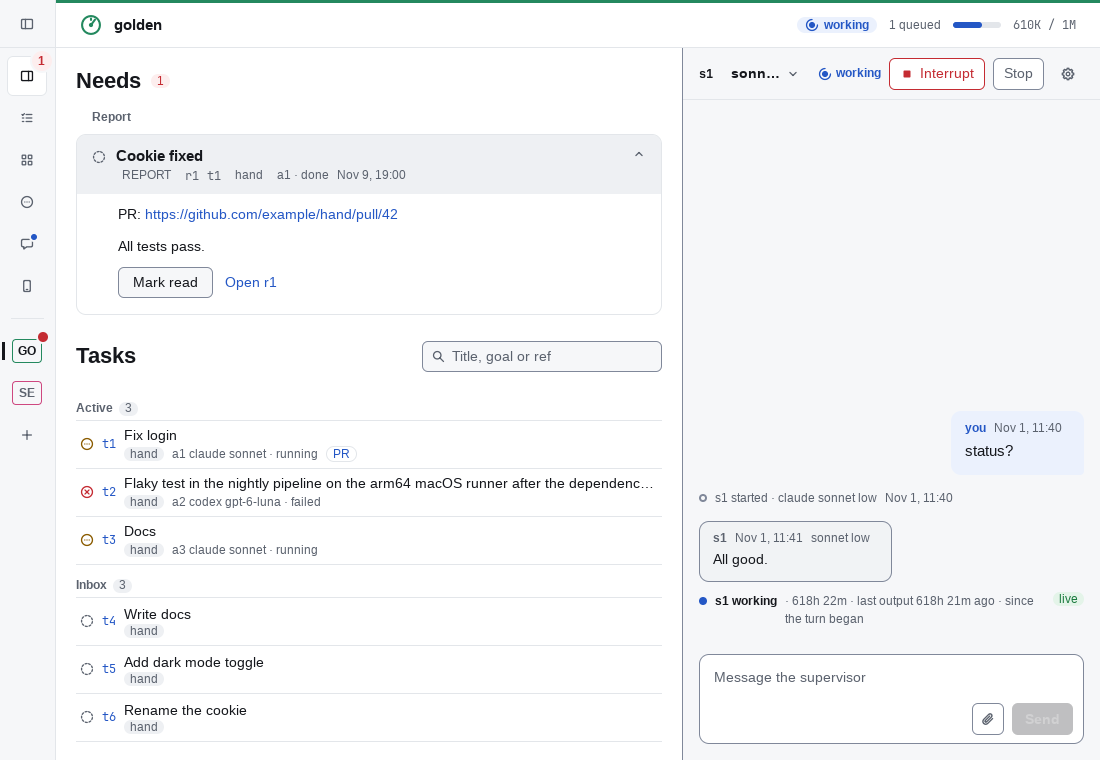 golden
working
1 queued
610K / 1M
1
GO
SE
Needs 1
Report
Cookie fixed
REPORT r1 t1 hand a1 · done Nov 9, 19:00
PR: https://github.com/example/hand/pull/42
All tests pass.
Mark read
Open r1
Tasks
Title, goal or ref
Active 3
t1 Fix login
hand a1 claude sonnet · running PR
t2 Flaky test in the nightly pipeline on the arm64 macOS runner after the dependenc…
hand a2 codex gpt-6-luna · failed
t3 Docs
hand a3 claude sonnet · running
Inbox 3
t4 Write docs
hand
t5 Add dark mode toggle
hand
t6 Rename the cookie
hand
s1 sonn… working Interrupt Stop
you Nov 1, 11:40
status?
s1 started · claude sonnet low Nov 1, 11:40
s1 Nov 1, 11:41 sonnet low
All good.
s1 working · 618h 22m · last output 618h 21m ago · since
the turn began
live
Message the supervisor
Send